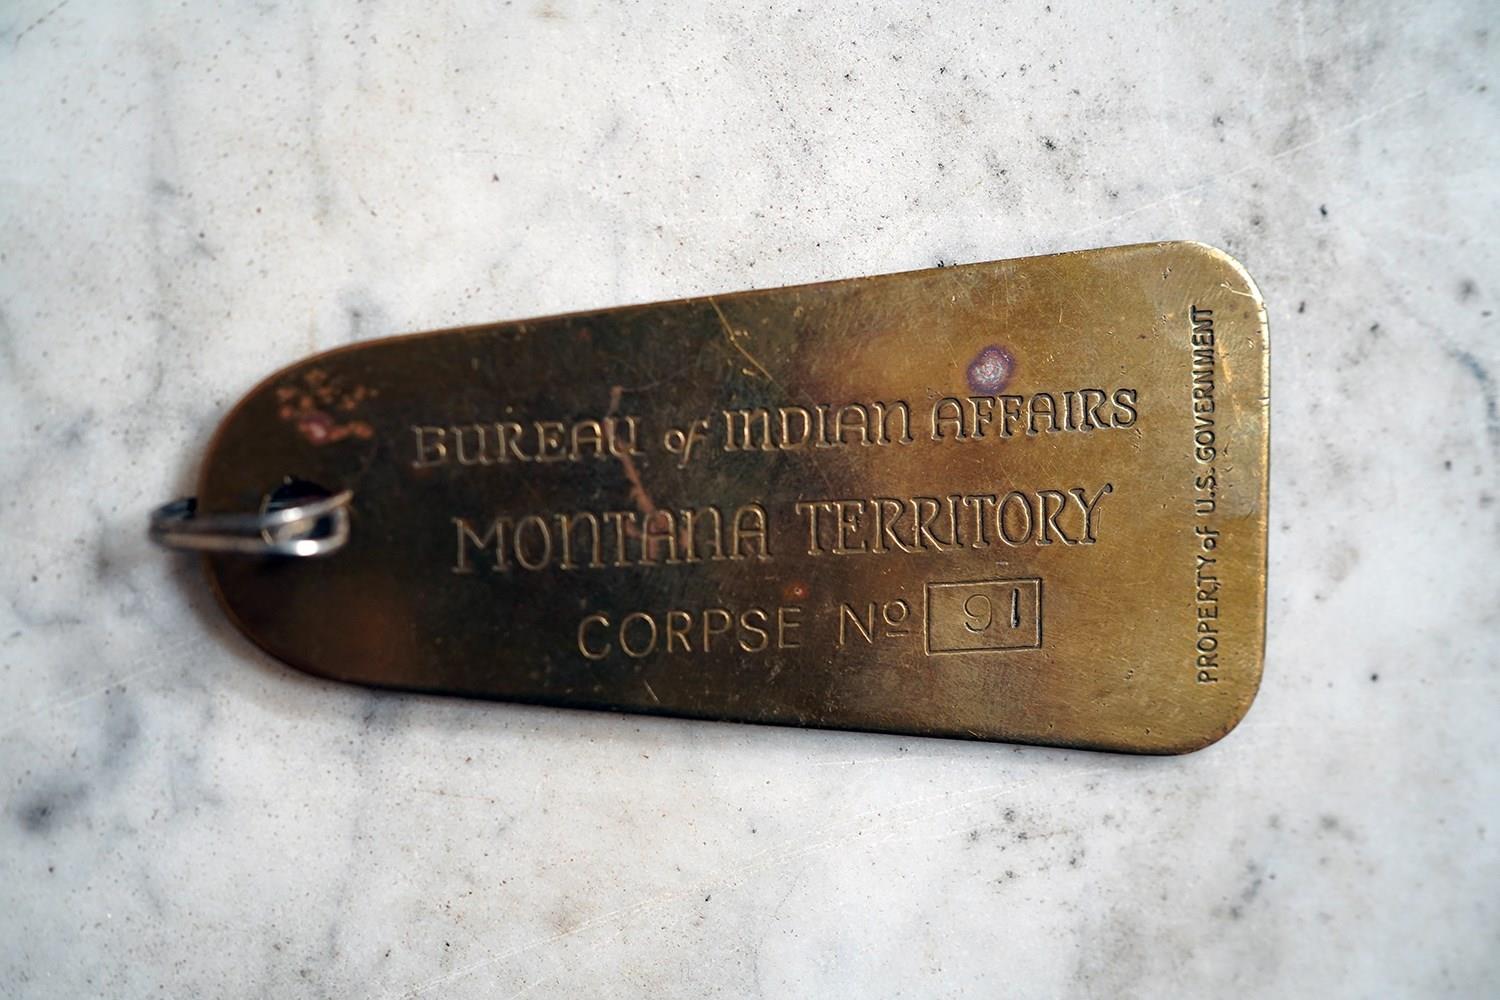 BUREAU of INDIAN AFFAIRS
MONTANA TERRITORY
CORPSE Nº 91
PROPERTY of U.S. GOVERNMENT